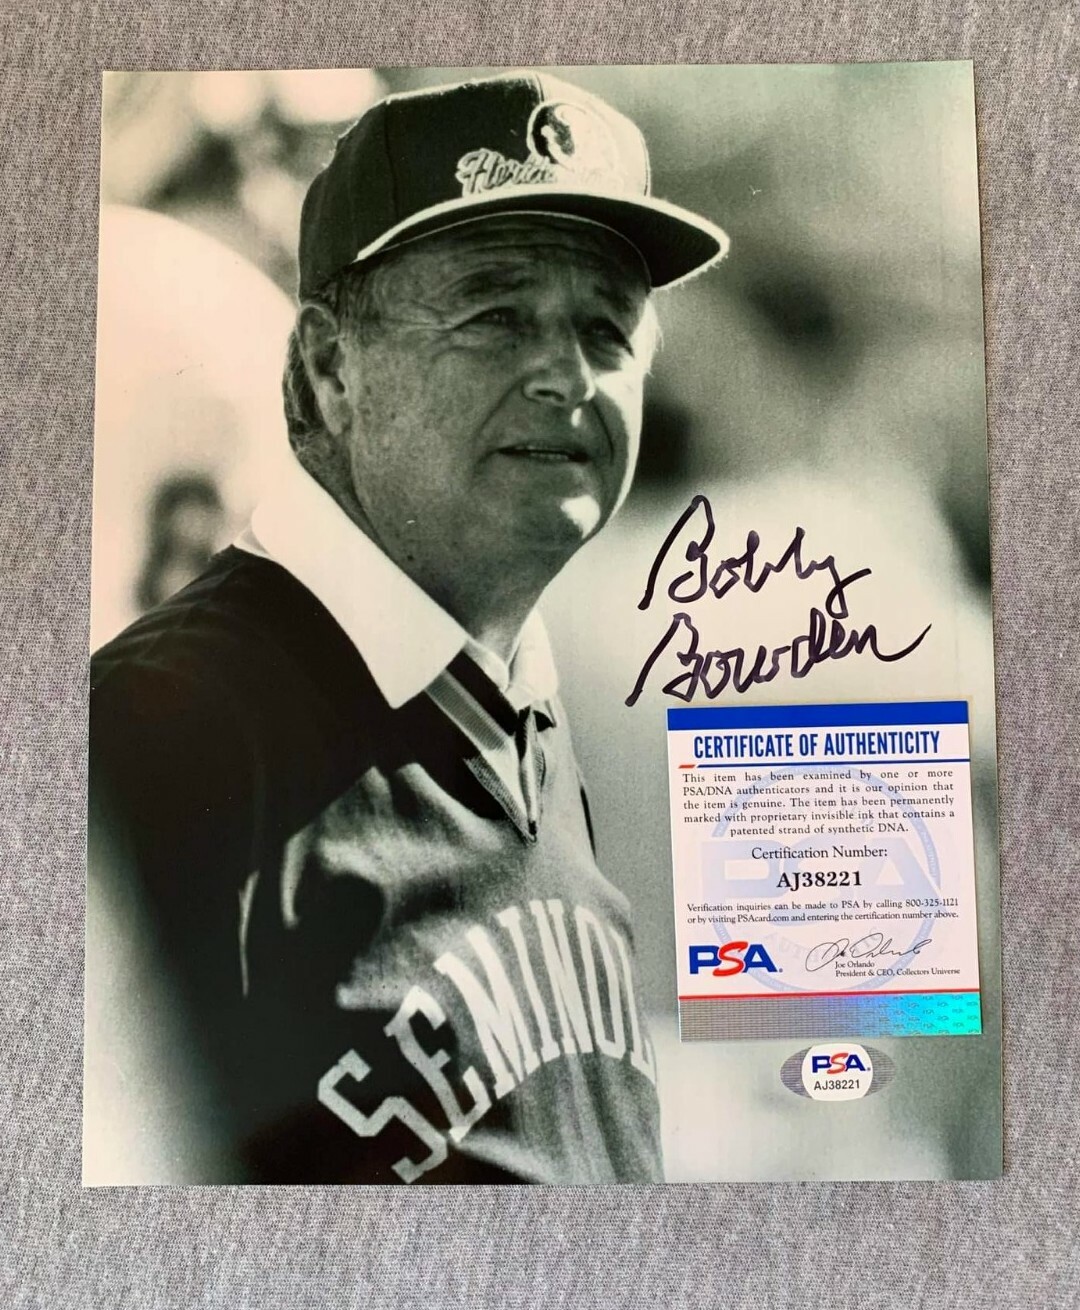 Florida
Bobby
Bowden
CERTIFICATE OF AUTHENTICITY
This item has been examined by one or more
PSA/DNA authenticators and it is our opinion that
the item is genuine. The item has been permanently
marked with proprietary invisible ink that contains a
patented strand of synthetic DNA.
Certification Number:
AJ38221
Verification inquiries can be made to PSA by calling 800-325-1121
or by visiting PSAcard.com and entering the certification number above.
PSA.
Joe Orlando
President & CEO, Collectors Universe
SEMINOL
PSA.
AJ38221